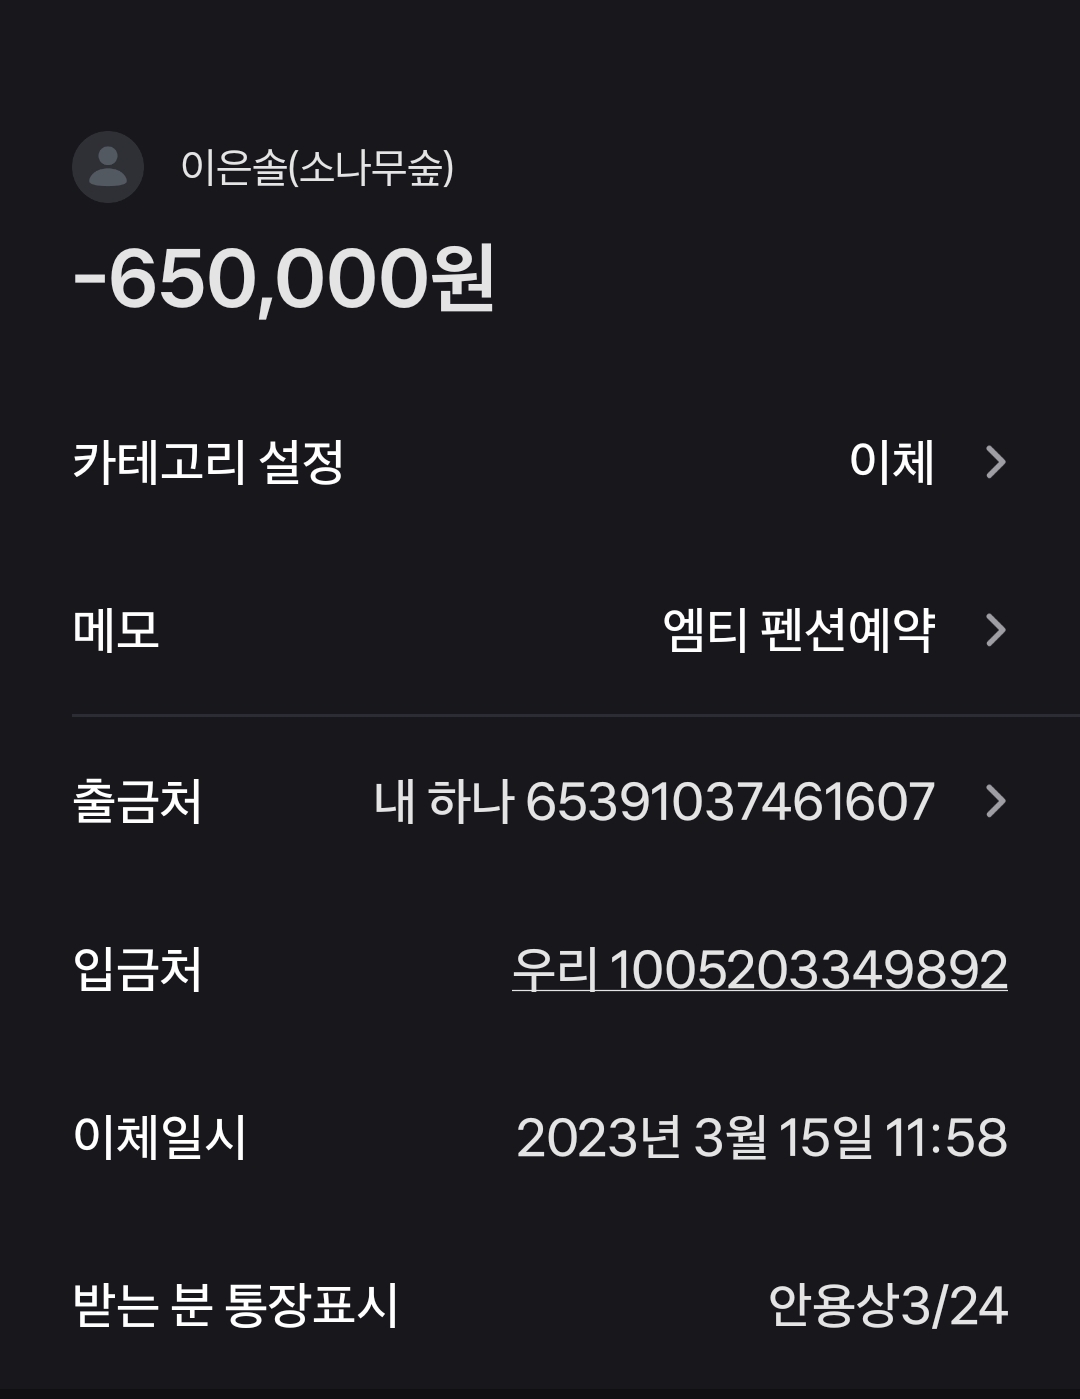 이은솔(소나무숲)
-650,000원
카테고리 설정 이체
메모 엠티 펜션예약
출금처 내 하나 65391037461607
입금처 우리 1005203349892
이체일시 2023년 3월 15일 11:58
받는 분 통장표시 안용상3/24